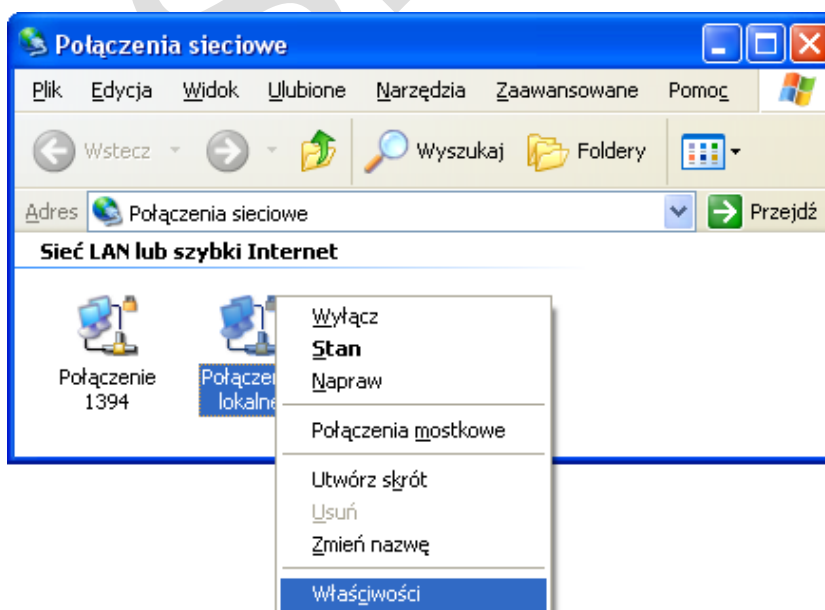 Połączenia sieciowe
Plik Edycja Widok Ulubione Narzędzia Zaawansowane Pomoc
Wstecz Wyszukaj Foldery
Adres Połączenia sieciowe Przejdź
Sieć LAN lub szybki Internet
Połączenie
1394
Wyłącz
Stan
Napraw
Połączenia mostkowe
Utwórz skrót
Usuń
Zmień nazwę
Właściwości